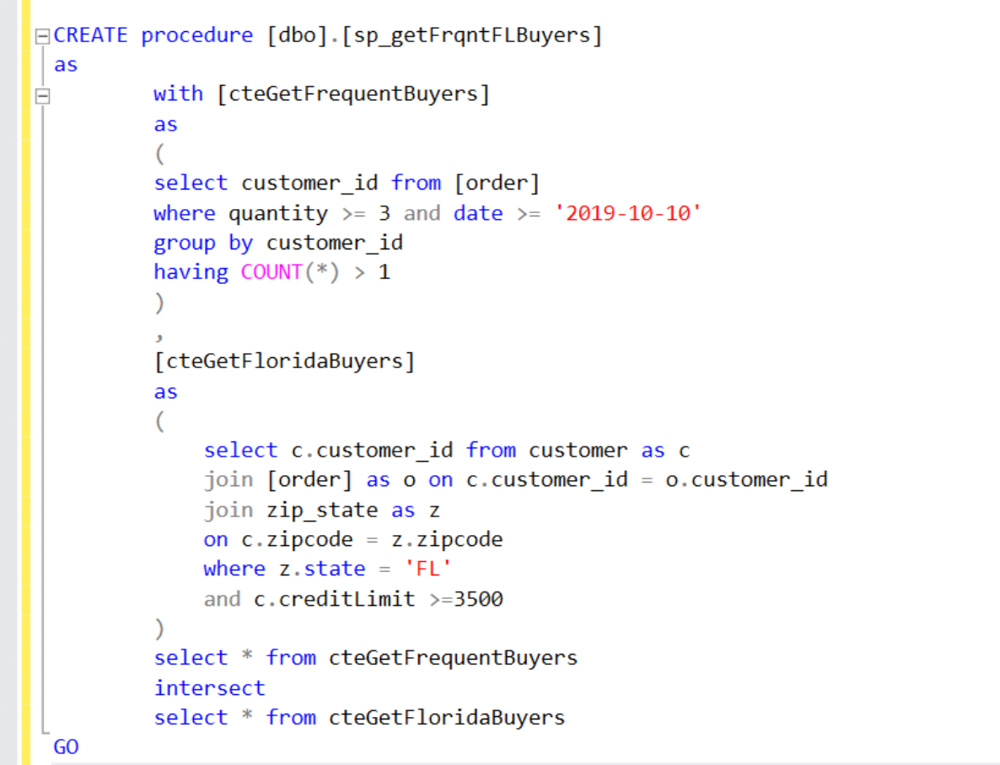 CREATE procedure [dbo].[sp_getFrqntFLBuyers]
as
with [cteGetFrequentBuyers]
as
(
select customer_id from [order]
where quantity >= 3 and date >= '2019-10-10'
group by customer_id
having COUNT(*) > 1
)
,
[cteGetFloridaBuyers]
as
(
select c.customer_id from customer as c
join [order] as o on c.customer_id = o.customer_id
join zip_state as z
on c.zipcode = z.zipcode
where z.state = 'FL'
and c.creditLimit >=3500
)
select * from cteGetFrequentBuyers
intersect
select * from cteGetFloridaBuyers
GO